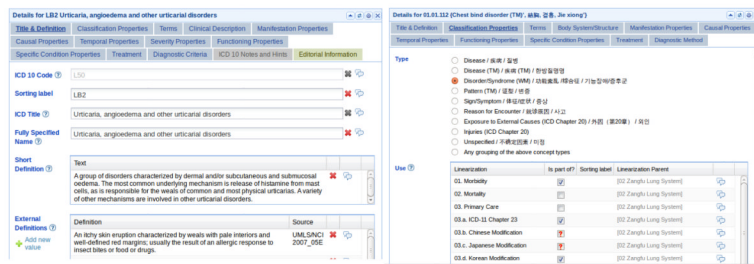 Details for LB2 Urticaria, angioedema and other urticarial disorders
Title & Definition Classification Properties Terms Clinical Description Manifestation Properties
Causal Properties Temporal Properties Severity Properties Functioning Properties
Specific Condition Properties Treatment Diagnostic Criteria ICD 10 Notes and Hints Editorial Information
ICD 10 Code L50
Sorting label LB2
ICD Title Urticaria, angioedema and other urticarial disorders
Fully Specified Name Urticaria, angioedema and other urticarial disorders
Short Definition
Text
A group of disorders characterized by dermal and/or subcutaneous and submucosal
oedema. The most common underlying mechanism is release of histamine from mast
cells, as is responsible for the weals of common and most physical urticarias. A variety
of other mechanisms are involved in other urticarial disorders.
External Definitions
Add new value
Definition Source
An itchy skin eruption characterized by weals with pale interiors and
well-defined red margins; usually the result of an allergic response to
insect bites or food or drugs.
UMLS/NCI
2007_05E
Details for 01.01.112 (Chest bind disorder (TM)', 結胸, 결흉, Jie xiong')
Title & Definition Classification Properties Terms Body System/Structure Manifestation Properties Causal Properties
Temporal Properties Functioning Properties Specific Condition Properties Treatment Diagnostic Method
Type
Disease / 疾病 / 질병
Disease (TM) / 疾病 (TM) / 한방질병명
Disorder/Syndrome (WM) /
Pattern (TM) /
Sign/Symptom /
Reason for Encounter /
Exposure to External Causes (ICD Chapter 20) / 外因 (第20章) / 외인
Injuries (ICD Chapter 20)
Unspecified /
Any grouping of the above concept types
Use
Linearization Is part of? Sorting label Linearization Parent
01. Morbidity [02 Zangfu Lung System]
02. Mortality [02 Zangfu Lung System]
03. Primary Care [02 Zangfu Lung System]
03.a. ICD-11 Chapter 23 [02 Zangfu Lung System]
03.b. Chinese Modification [02 Zangfu Lung System]
03.c. Japanese Modification [02 Zangfu Lung System]
03.d. Korean Modification [02 Zangfu Lung System]